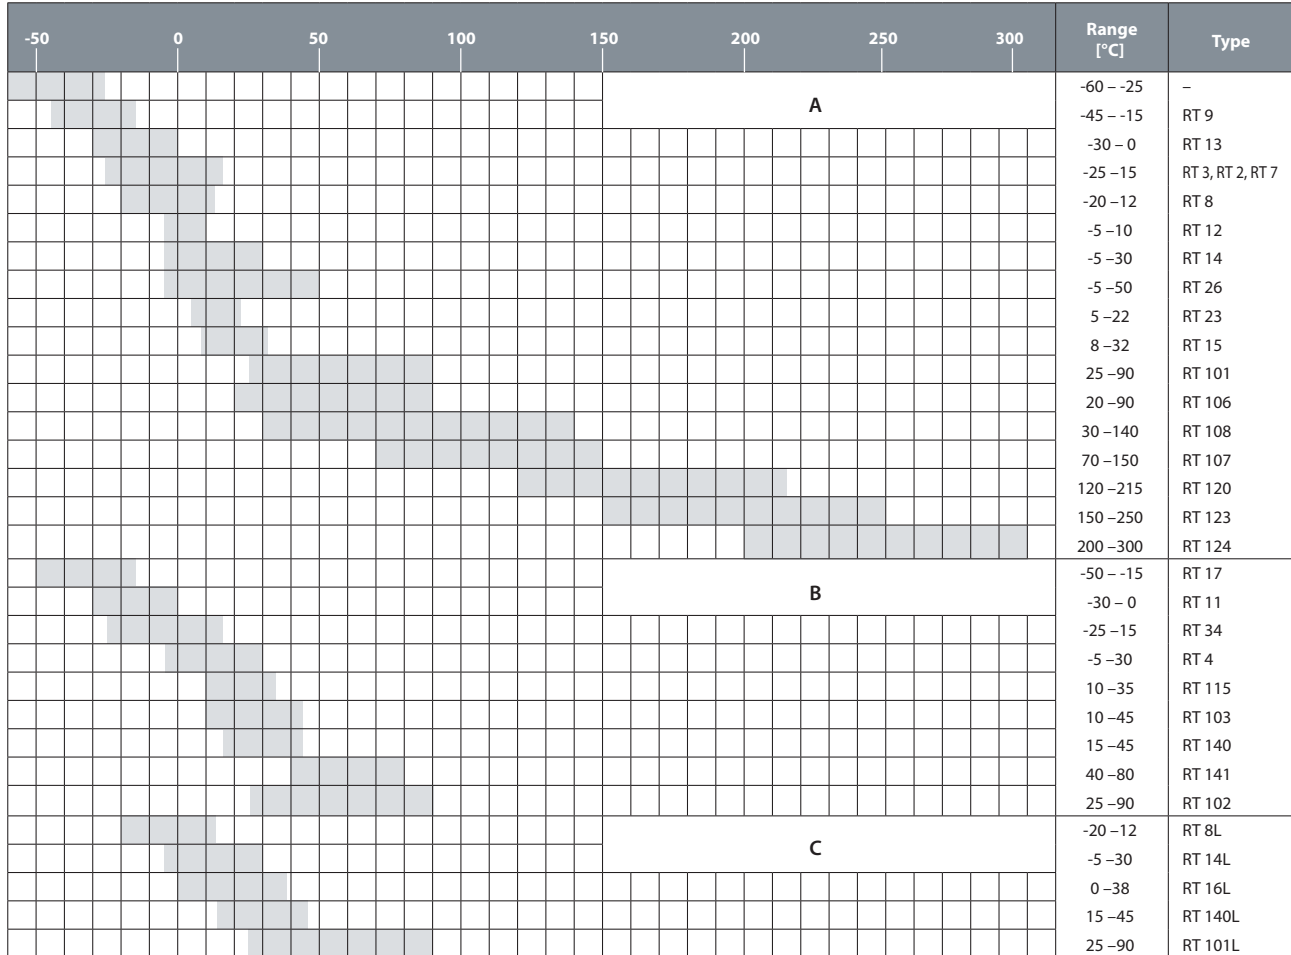 -50 0 50 100 150 200 250 300 Range [°C] Type
A
-60 – -25 –
-45 – -15 RT 9
-30 – 0 RT 13
-25 –15 RT 3, RT 2, RT 7
-20 –12 RT 8
-5 –10 RT 12
-5 –30 RT 14
-5 –50 RT 26
5 –22 RT 23
8 –32 RT 15
25 –90 RT 101
20 –90 RT 106
30 –140 RT 108
70 –150 RT 107
120 –215 RT 120
150 –250 RT 123
200 –300 RT 124
B
-50 – -15 RT 17
-30 – 0 RT 11
-25 –15 RT 34
-5 –30 RT 4
10 –35 RT 115
10 –45 RT 103
15 –45 RT 140
40 –80 RT 141
25 –90 RT 102
C
-20 –12 RT 8L
-5 –30 RT 14L
0 –38 RT 16L
15 –45 RT 140L
25 –90 RT 101L